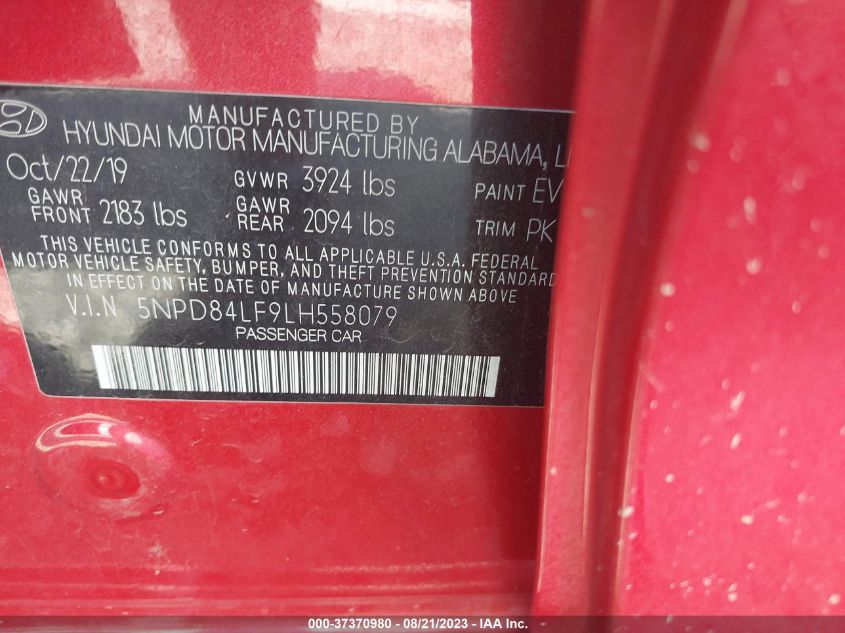 MANUFACTURED BY
HYUNDAI MOTOR MANUFACTURING ALABAMA,
Oct/22/19 GVWR 3924 lbs PAINT EV
GAWR FRONT 2183 lbs GAWR REAR 2094 lbs TRIM PK
THIS VEHICLE CONFORMS TO ALL APPLICABLE U.S.A. FEDERAL
MOTOR VEHICLE SAFETY, BUMPER, AND THEFT PREVENTION STANDARD
IN EFFECT ON THE DATE OF MANUFACTURE SHOWN ABOVE
V.I.N 5NPD84LF9LH558079
PASSENGER CAR
000-37370980 - 08/21/2023 - IAA Inc.